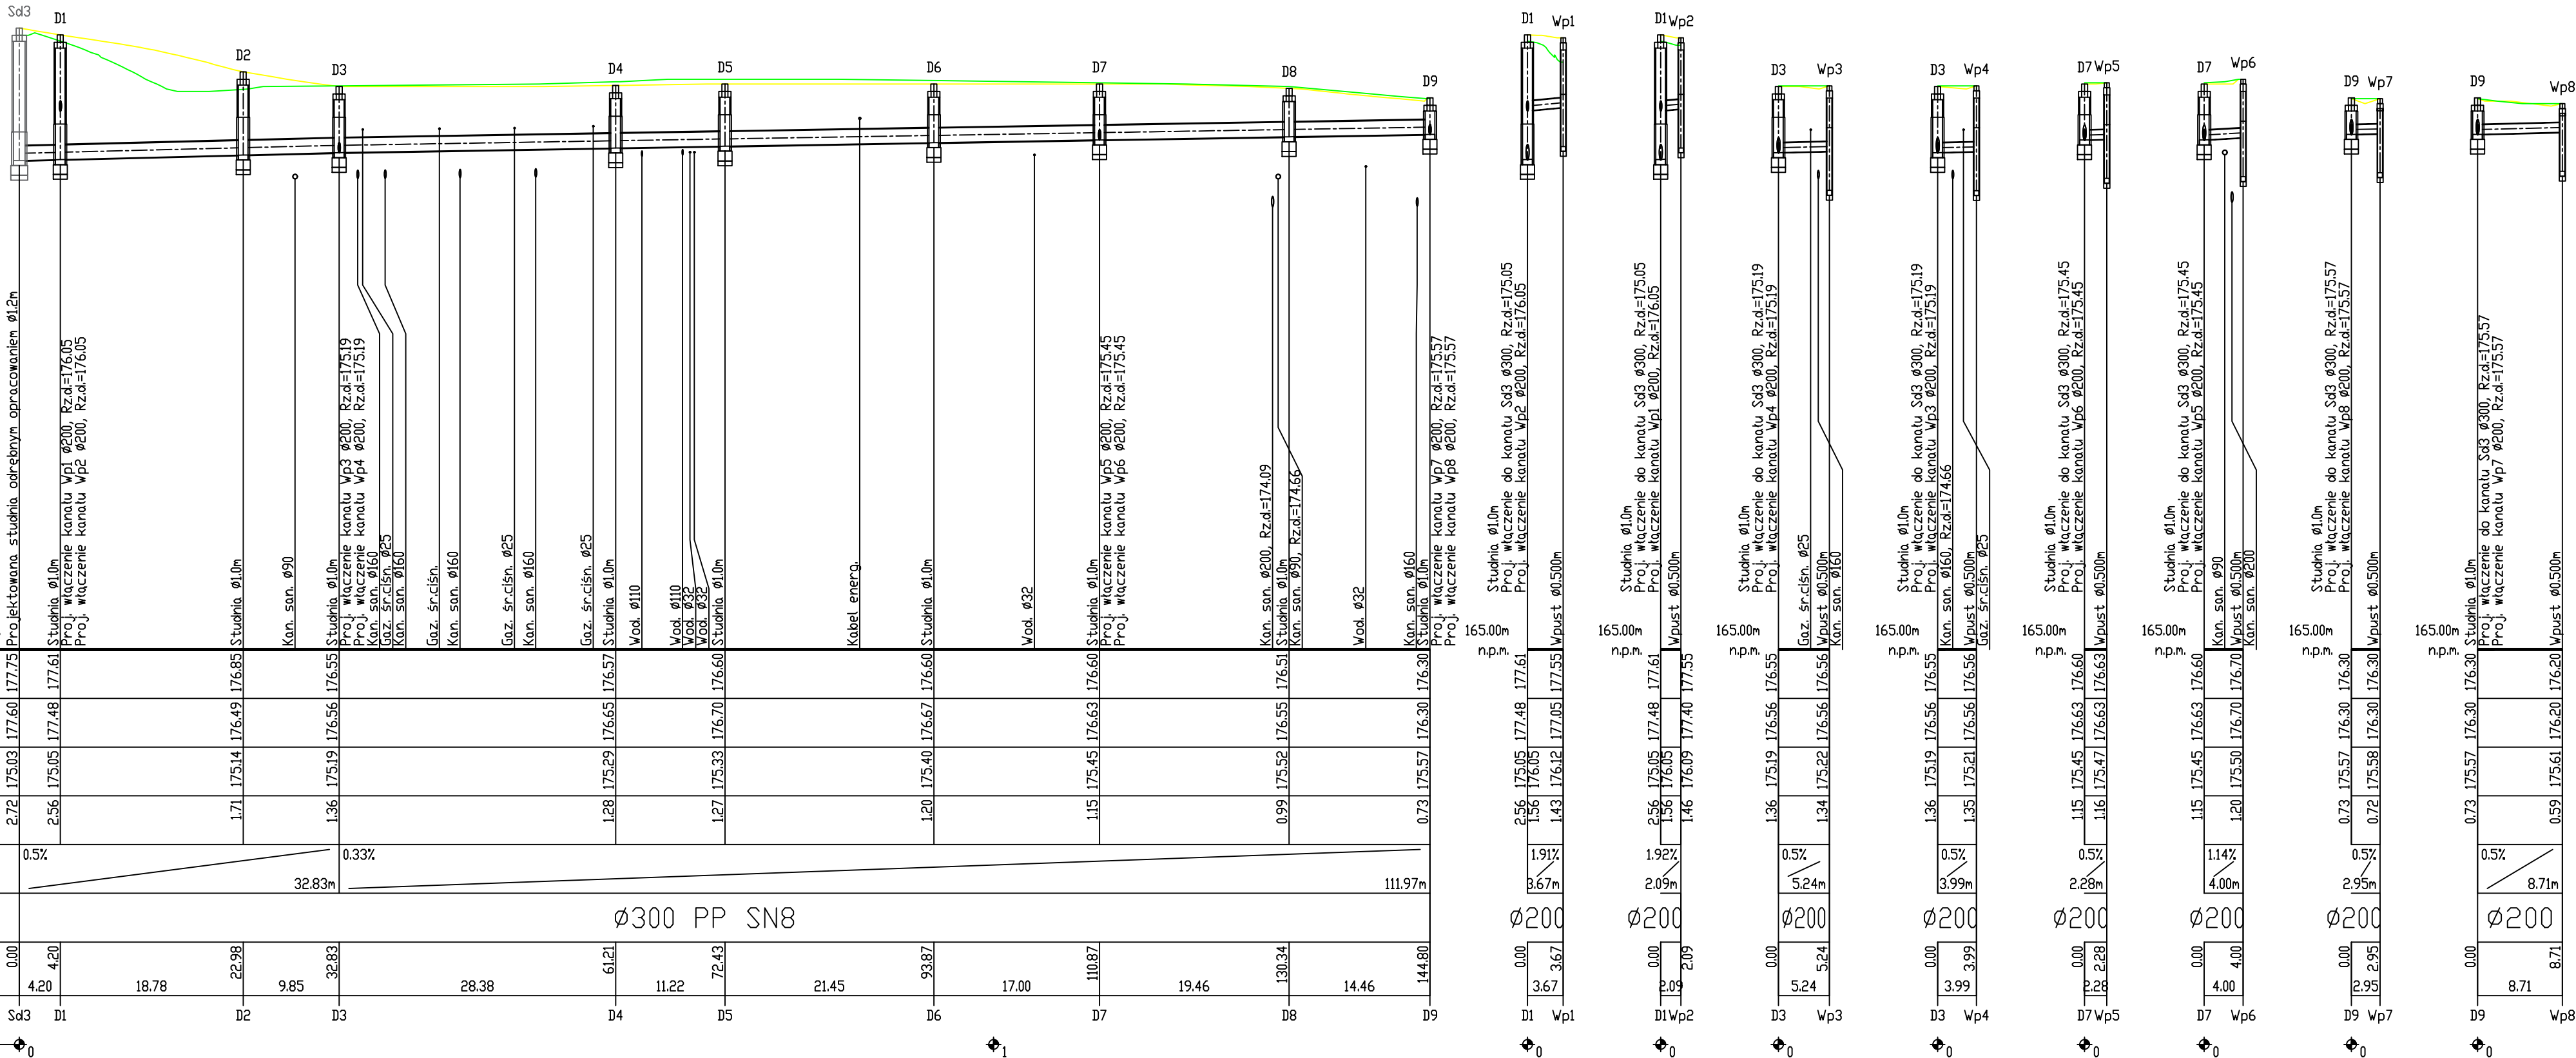 Sd3
D1
D2
D3
D4
D5
D6
D7
D8
D9
D1 Wp1
D1 Wp2
D3 Wp3
D3 Wp4
D7 Wp5
D7 Wp6
D9 Wp7
D9 Wp8
Projektowana studnia odrębnym opracowaniem Ø1.2m
Studnia Ø1.0m
Proj. włączenie kanału Wp1 Ø200, Rz.d.=176.05
Proj. włączenie kanału Wp2 Ø200, Rz.d.=176.05
Studnia Ø1.0m
Kan. san. Ø90
Studnia Ø1.0m
Proj. włączenie kanału Wp3 Ø200, Rz.d.=175.19
Proj. włączenie kanału Wp4 Ø200, Rz.d.=175.19
Kan. san. Ø160
Gaz. śr.ciśn. Ø25
Kan. san. Ø160
Gaz. śr.ciśn.
Kan. san. Ø160
Gaz. śr.ciśn. Ø25
Kan. san. Ø160
Gaz. śr.ciśn. Ø25
Studnia Ø1.0m
Wod. Ø110
Wod. Ø110
Wod. Ø32
Wod. Ø32
Studnia Ø1.0m
Kabel energ.
Studnia Ø1.0m
Wod. Ø32
Studnia Ø1.0m
Proj. włączenie kanału Wp5 Ø200, Rz.d.=175.45
Proj. włączenie kanału Wp6 Ø200, Rz.d.=175.45
Kan. san. Ø200, Rz.d.=174.09
Studnia Ø1.0m
Kan. san. Ø90, Rz.d.=174.66
Wod. Ø32
Kan. san. Ø160
Studnia Ø1.0m
Proj. włączenie kanału Wp7 Ø200, Rz.d.=175.57
Proj. włączenie kanału Wp8 Ø200, Rz.d.=175.57
165.00m
n.p.m.
Studnia Ø1.0m
Proj. włączenie do kanału Sd3 Ø300, Rz.d.=175.05
Proj. włączenie kanału Wp2 Ø200, Rz.d.=176.05
Wpust Ø0.500m
165.00m
n.p.m.
Studnia Ø1.0m
Proj. włączenie do kanału Sd3 Ø300, Rz.d.=175.05
Proj. włączenie kanału Wp1 Ø200, Rz.d.=176.05
Wpust Ø0.500m
165.00m
n.p.m.
Studnia Ø1.0m
Proj. włączenie do kanału Sd3 Ø300, Rz.d.=175.19
Proj. włączenie kanału Wp4 Ø200, Rz.d.=175.19
Gaz. śr.ciśn. Ø25
Wpust Ø0.500m
Kan. san. Ø160
165.00m
n.p.m.
Studnia Ø1.0m
Proj. włączenie do kanału Sd3 Ø300, Rz.d.=175.19
Proj. włączenie kanału Wp3 Ø200, Rz.d.=175.19
Kan. san. Ø160, Rz.d.=174.66
Wpust Ø0.500m
Gaz. śr.ciśn. Ø25
165.00m
n.p.m.
Studnia Ø1.0m
Proj. włączenie do kanału Sd3 Ø300, Rz.d.=175.45
Proj. włączenie kanału Wp6 Ø200, Rz.d.=175.45
Wpust Ø0.500m
165.00m
n.p.m.
Studnia Ø1.0m
Proj. włączenie do kanału Sd3 Ø300, Rz.d.=175.45
Proj. włączenie kanału Wp5 Ø200, Rz.d.=175.45
Kan. san. Ø90
Wpust Ø0.500m
Kan. san. Ø200
165.00m
n.p.m.
Studnia Ø1.0m
Proj. włączenie do kanału Sd3 Ø300, Rz.d.=175.57
Proj. włączenie kanału Wp8 Ø200, Rz.d.=175.57
Wpust Ø0.500m
165.00m
n.p.m.
Studnia Ø1.0m
Proj. włączenie do kanału Sd3 Ø300, Rz.d.=175.57
Proj. włączenie kanału Wp7 Ø200, Rz.d.=175.57
177.75 177.61 176.85 176.55 176.57 176.60 176.60 176.60 176.51 176.30 177.61 177.55 177.61 177.55 176.55 176.56 176.55 176.56 176.60 176.63 176.60 176.70 176.30 176.30 176.30 176.20
177.60 177.48 176.49 176.56 176.65 176.70 176.67 176.63 176.55 176.30 177.48 177.05 177.48 177.40 176.56 176.56 176.56 176.56 176.63 176.63 176.63 176.70 176.30 176.30 176.30 176.20
175.03 175.05 175.14 175.19 175.29 175.33 175.40 175.45 175.52 175.57 175.05 176.05 176.12 175.05 176.05 176.09 175.19 175.22 175.19 175.21 175.45 175.47 175.45 175.50 175.57 175.58 175.57 175.61
2.72 2.56 1.71 1.36 1.28 1.27 1.20 1.15 0.99 0.73 2.56 1.56 1.43 2.56 1.56 1.46 1.36 1.34 1.36 1.35 1.15 1.16 1.15 1.20 0.73 0.72 0.73 0.59
0.5% 0.33% 1.91% 1.92% 0.5% 0.5% 0.5% 1.14% 0.5% 0.5%
32.83m 111.97m 3.67m 2.09m 5.24m 3.99m 2.28m 4.00m 2.95m 8.71m
Ø300 PP SN8 Ø200 Ø200 Ø200 Ø200 Ø200 Ø200 Ø200 Ø200
0.00 4.20 22.98 32.83 61.21 72.43 93.87 110.87 130.34 144.80 0.00 3.67 0.00 2.09 0.00 5.24 0.00 3.99 0.00 2.28 0.00 4.00 0.00 2.95 0.00 8.71
4.20 18.78 9.85 28.38 11.22 21.45 17.00 19.46 14.46 3.67 2.09 5.24 3.99 2.28 4.00 2.95 8.71
Sd3 D1 D2 D3 D4 D5 D6 D7 D8 D9 D1 Wp1 D1 Wp2 D3 Wp3 D3 Wp4 D7 Wp5 D7 Wp6 D9 Wp7 D9 Wp8
0 1 0 0 0 0 0 0 0 0